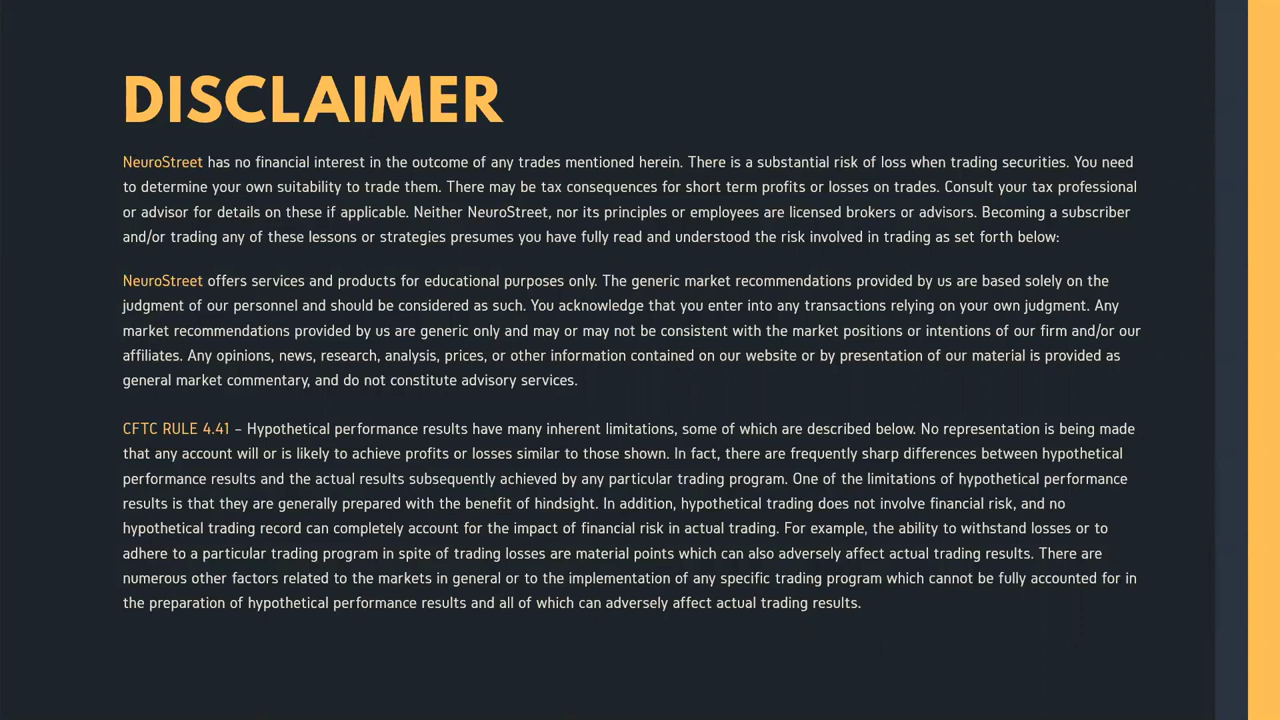 DISCLAIMER
NeuroStreet has no financial interest in the outcome of any trades mentioned herein. There is a substantial risk of loss when trading securities. You need
to determine your own suitability to trade them. There may be tax consequences for short term profits or losses on trades. Consult your tax professional
or advisor for details on these if applicable. Neither NeuroStreet, nor its principles or employees are licensed brokers or advisors. Becoming a subscriber
and/or trading any of these lessons or strategies presumes you have fully read and understood the risk involved in trading as set forth below:
NeuroStreet offers services and products for educational purposes only. The generic market recommendations provided by us are based solely on the
judgment of our personnel and should be considered as such. You acknowledge that you enter into any transactions relying on your own judgment. Any
market recommendations provided by us are generic only and may or may not be consistent with the market positions or intentions of our firm and/or our
affiliates. Any opinions, news, research, analysis, prices, or other information contained on our website or by presentation of our material is provided as
general market commentary, and do not constitute advisory services.
CFTC RULE 4.41 – Hypothetical performance results have many inherent limitations, some of which are described below. No representation is being made
that any account will or is likely to achieve profits or losses similar to those shown. In fact, there are frequently sharp differences between hypothetical
performance results and the actual results subsequently achieved by any particular trading program. One of the limitations of hypothetical performance
results is that they are generally prepared with the benefit of hindsight. In addition, hypothetical trading does not involve financial risk, and no
hypothetical trading record can completely account for the impact of financial risk in actual trading. For example, the ability to withstand losses or to
adhere to a particular trading program in spite of trading losses are material points which can also adversely affect actual trading results. There are
numerous other factors related to the markets in general or to the implementation of any specific trading program which cannot be fully accounted for in
the preparation of hypothetical performance results and all of which can adversely affect actual trading results.